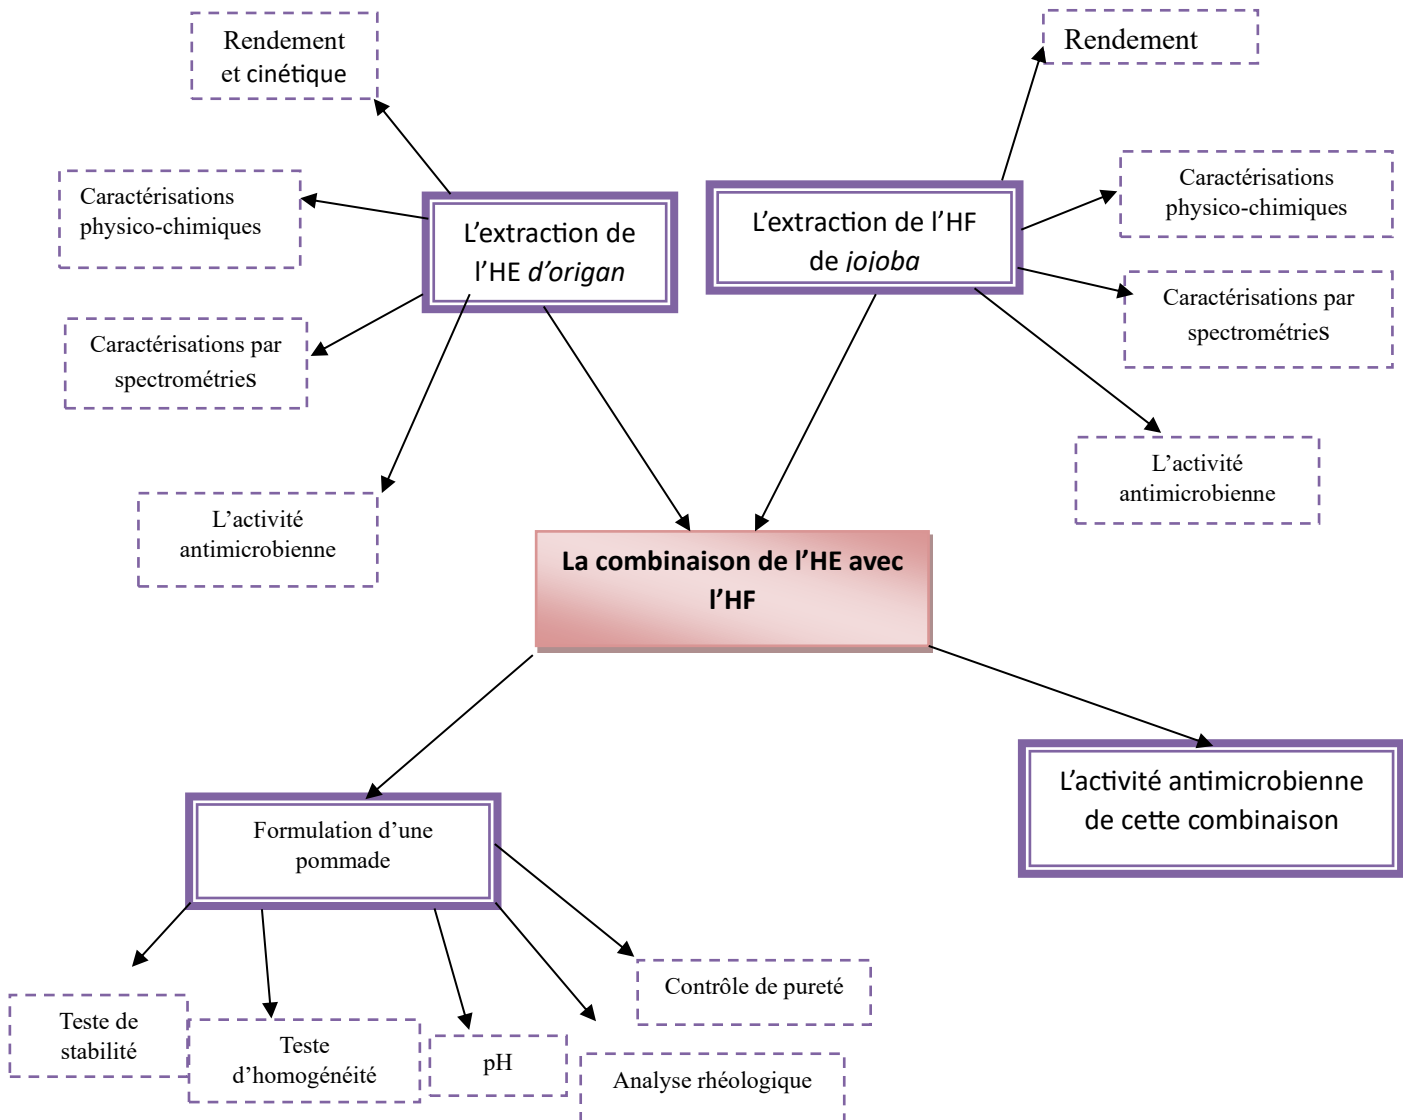 Rendement
et cinétique
Rendement
Caractérisations
physico-chimiques
L'extraction de
l'HE d'origan
L'extraction de l'HF
de jojoba
Caractérisations
physico-chimiques
Caractérisations par
spectrométries
Caractérisations par
spectrométries
L'activité
antimicrobienne
L'activité
antimicrobienne
La combinaison de l'HE avec
l'HF
Formulation d'une
pommade
L'activité antimicrobienne
de cette combinaison
Teste de
stabilité
Teste
d'homogénéité
pH
Analyse rhéologique
Contrôle de pureté